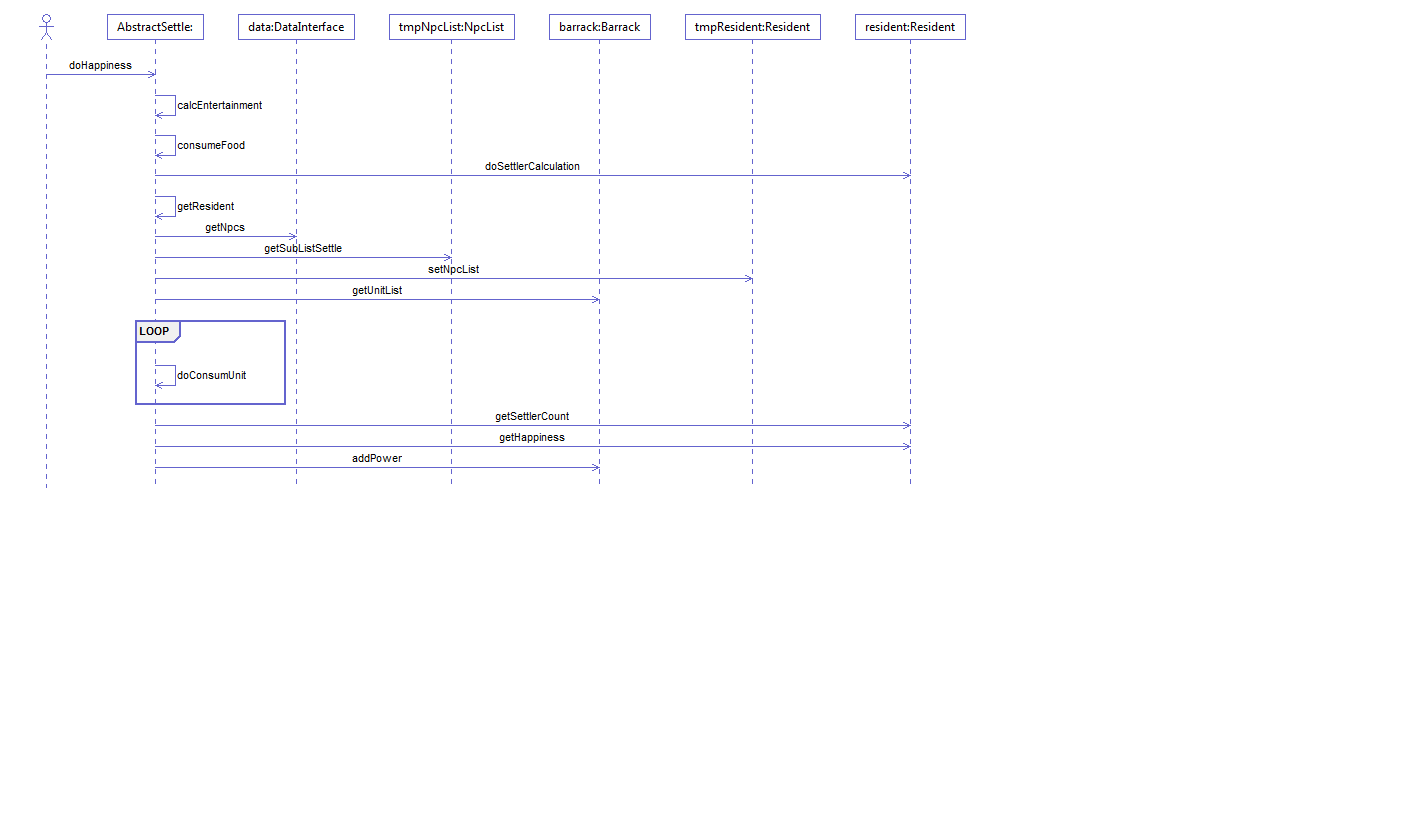 AbstractSettle: data:DataInterface tmpNpcList:NpcList barrack:Barrack tmpResident:Resident resident:Resident
doHappiness
calcEntertainment
consumeFood
doSettlerCalculation
getResident
getNpcs
getSubListSettle
setNpcList
getUnitList
LOOP
doConsumUnit
getSettlerCount
getHappiness
addPower